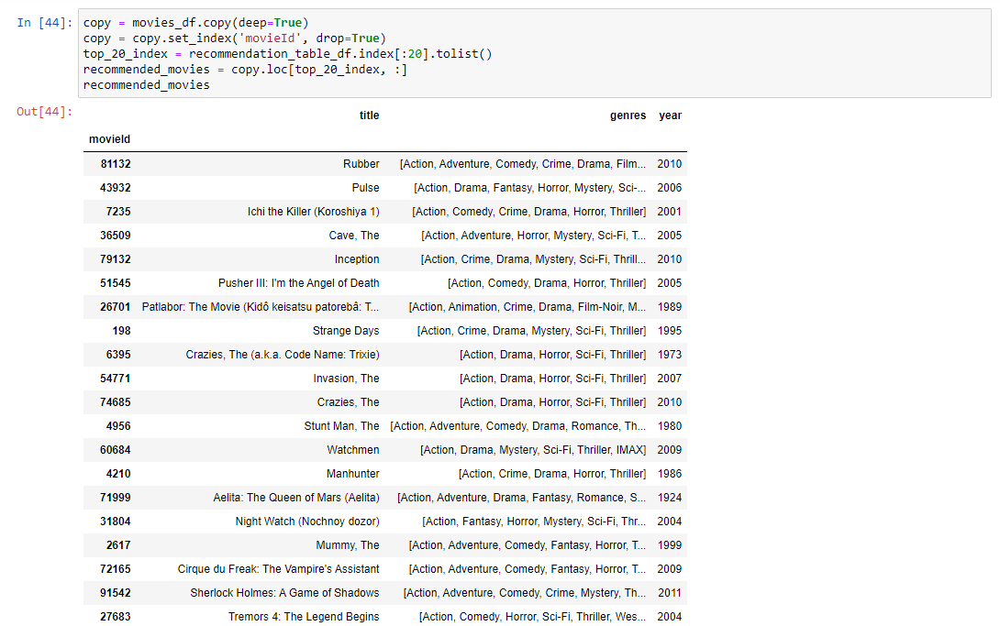 In [44]: copy = movies_df.copy(deep=True)
copy = copy.set_index('movieId', drop=True)
top_20_index = recommendation_table_df.index[:20].tolist()
recommended_movies = copy.loc[top_20_index, :]
recommended_movies
Out[44]:
title genres year
movieId
81132 Rubber [Action, Adventure, Comedy, Crime, Drama, Film... 2010
43932 Pulse [Action, Drama, Fantasy, Horror, Mystery, Sci-... 2006
7235 Ichi the Killer (Koroshiya 1) [Action, Comedy, Crime, Drama, Horror, Thriller] 2001
36509 Cave, The [Action, Adventure, Horror, Mystery, Sci-Fi, T... 2005
79132 Inception [Action, Crime, Drama, Mystery, Sci-Fi, Thrill... 2010
51545 Pusher III: I'm the Angel of Death [Action, Comedy, Drama, Horror, Thriller] 2005
26701 Patlabor: The Movie (Kidô keisatsu patorebâ: T... [Action, Animation, Crime, Drama, Film-Noir, M... 1989
198 Strange Days [Action, Crime, Drama, Mystery, Sci-Fi, Thriller] 1995
6395 Crazies, The (a.k.a. Code Name: Trixie) [Action, Drama, Horror, Sci-Fi, Thriller] 1973
54771 Invasion, The [Action, Drama, Horror, Sci-Fi, Thriller] 2007
74685 Crazies, The [Action, Drama, Horror, Sci-Fi, Thriller] 2010
4956 Stunt Man, The [Action, Adventure, Comedy, Drama, Romance, Th... 1980
60684 Watchmen [Action, Drama, Mystery, Sci-Fi, Thriller, IMAX] 2009
4210 Manhunter [Action, Crime, Drama, Horror, Thriller] 1986
71999 Aelita: The Queen of Mars (Aelita) [Action, Adventure, Drama, Fantasy, Romance, S... 1924
31804 Night Watch (Nochnoy dozor) [Action, Fantasy, Horror, Mystery, Sci-Fi, Thr... 2004
2617 Mummy, The [Action, Adventure, Comedy, Fantasy, Horror, T... 1999
72165 Cirque du Freak: The Vampire's Assistant [Action, Adventure, Comedy, Fantasy, Horror, T... 2009
91542 Sherlock Holmes: A Game of Shadows [Action, Adventure, Comedy, Crime, Mystery, Th... 2011
27683 Tremors 4: The Legend Begins [Action, Comedy, Horror, Sci-Fi, Thriller, Wes... 2004